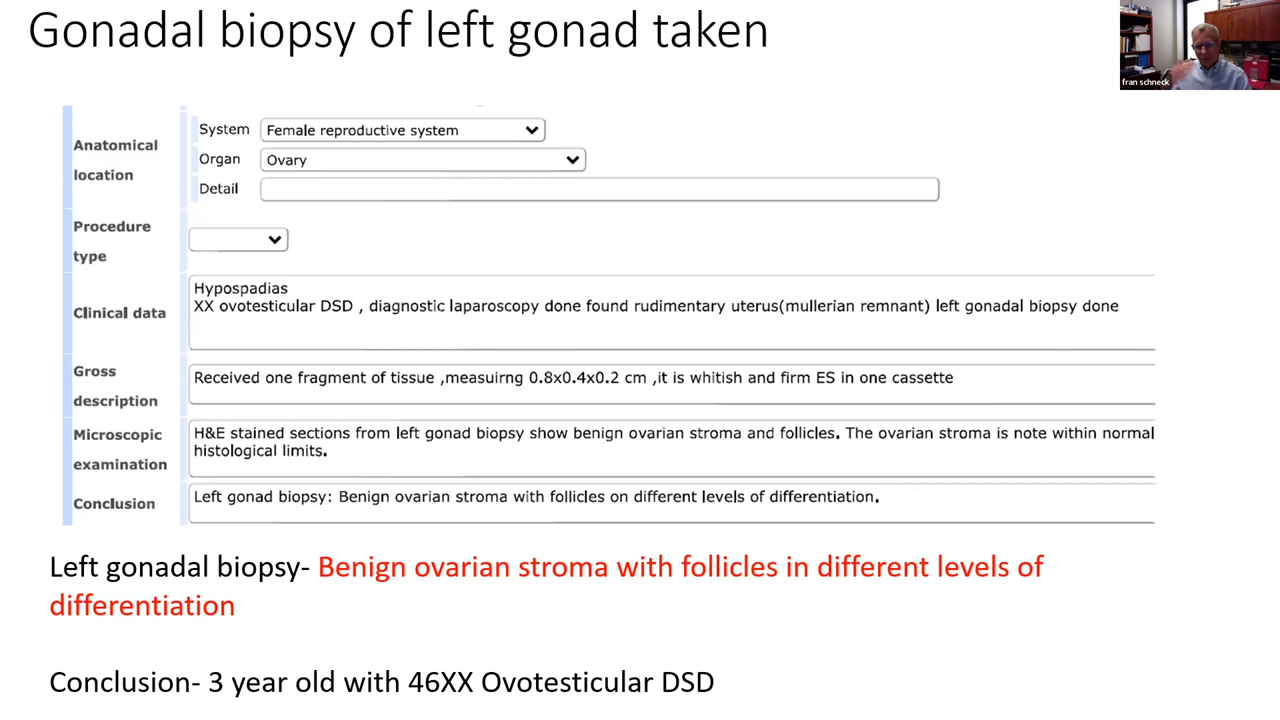 Gonadal biopsy of left gonad taken
fran schneck
Anatomical location
System Female reproductive system
Organ Ovary
Detail
Procedure type
Clinical data
Hypospadias
XX ovotesticular DSD , diagnostic laparoscopy done found rudimentary uterus(mullerian remnant) left gonadal biopsy done
Gross description
Received one fragment of tissue ,measuirng 0.8x0.4x0.2 cm ,it is whitish and firm ES in one cassette
Microscopic examination
H&E stained sections from left gonad biopsy show benign ovarian stroma and follicles. The ovarian stroma is note within normal
histological limits.
Conclusion
Left gonad biopsy: Benign ovarian stroma with follicles on different levels of differentiation.
Left gonadal biopsy- Benign ovarian stroma with follicles in different levels of
differentiation
Conclusion- 3 year old with 46XX Ovotesticular DSD